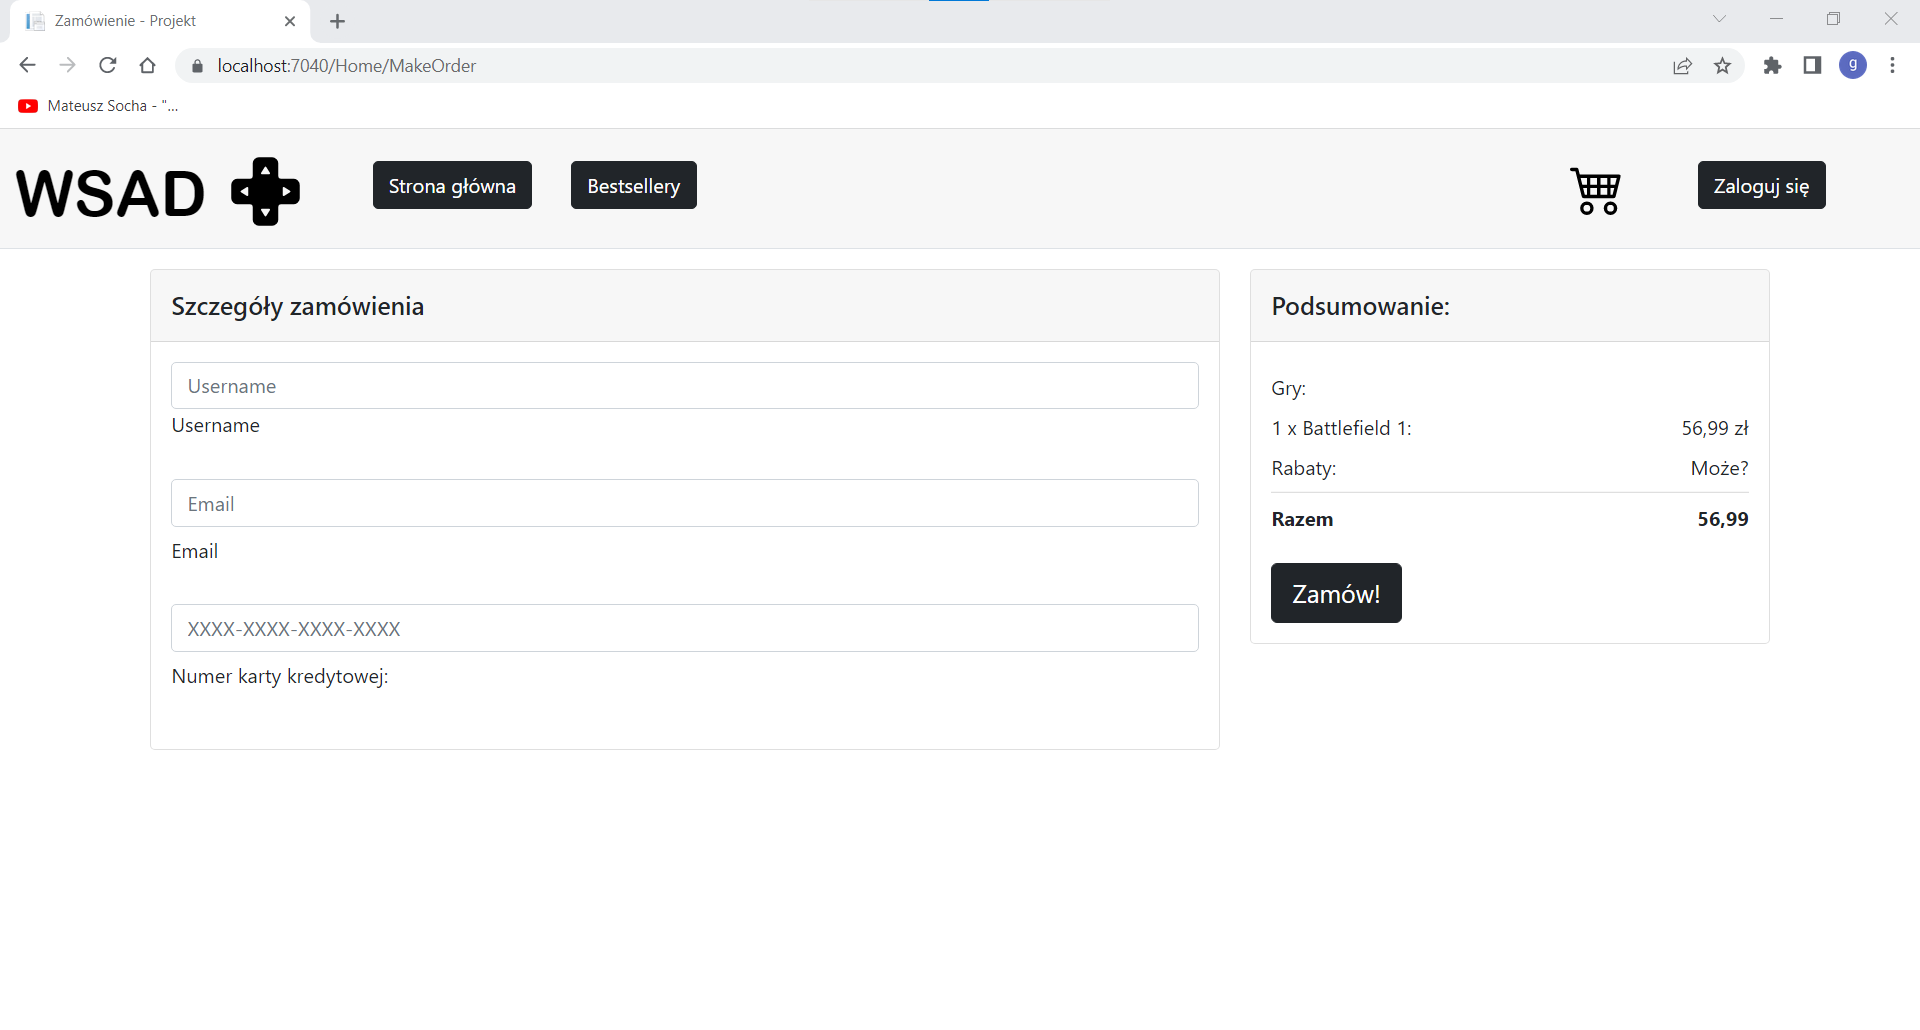 Zamówienie - Projekt
localhost:7040/Home/MakeOrder
g
Mateusz Socha - "...
WSAD
Strona główna
Bestsellery
Zaloguj się
Szczegóły zamówienia
Username
Username
Email
Email
XXXX-XXXX-XXXX-XXXX
Numer karty kredytowej:
Podsumowanie:
Gry:
1 x Battlefield 1: 56,99 zł
Rabaty: Może?
Razem 56,99
Zamów!